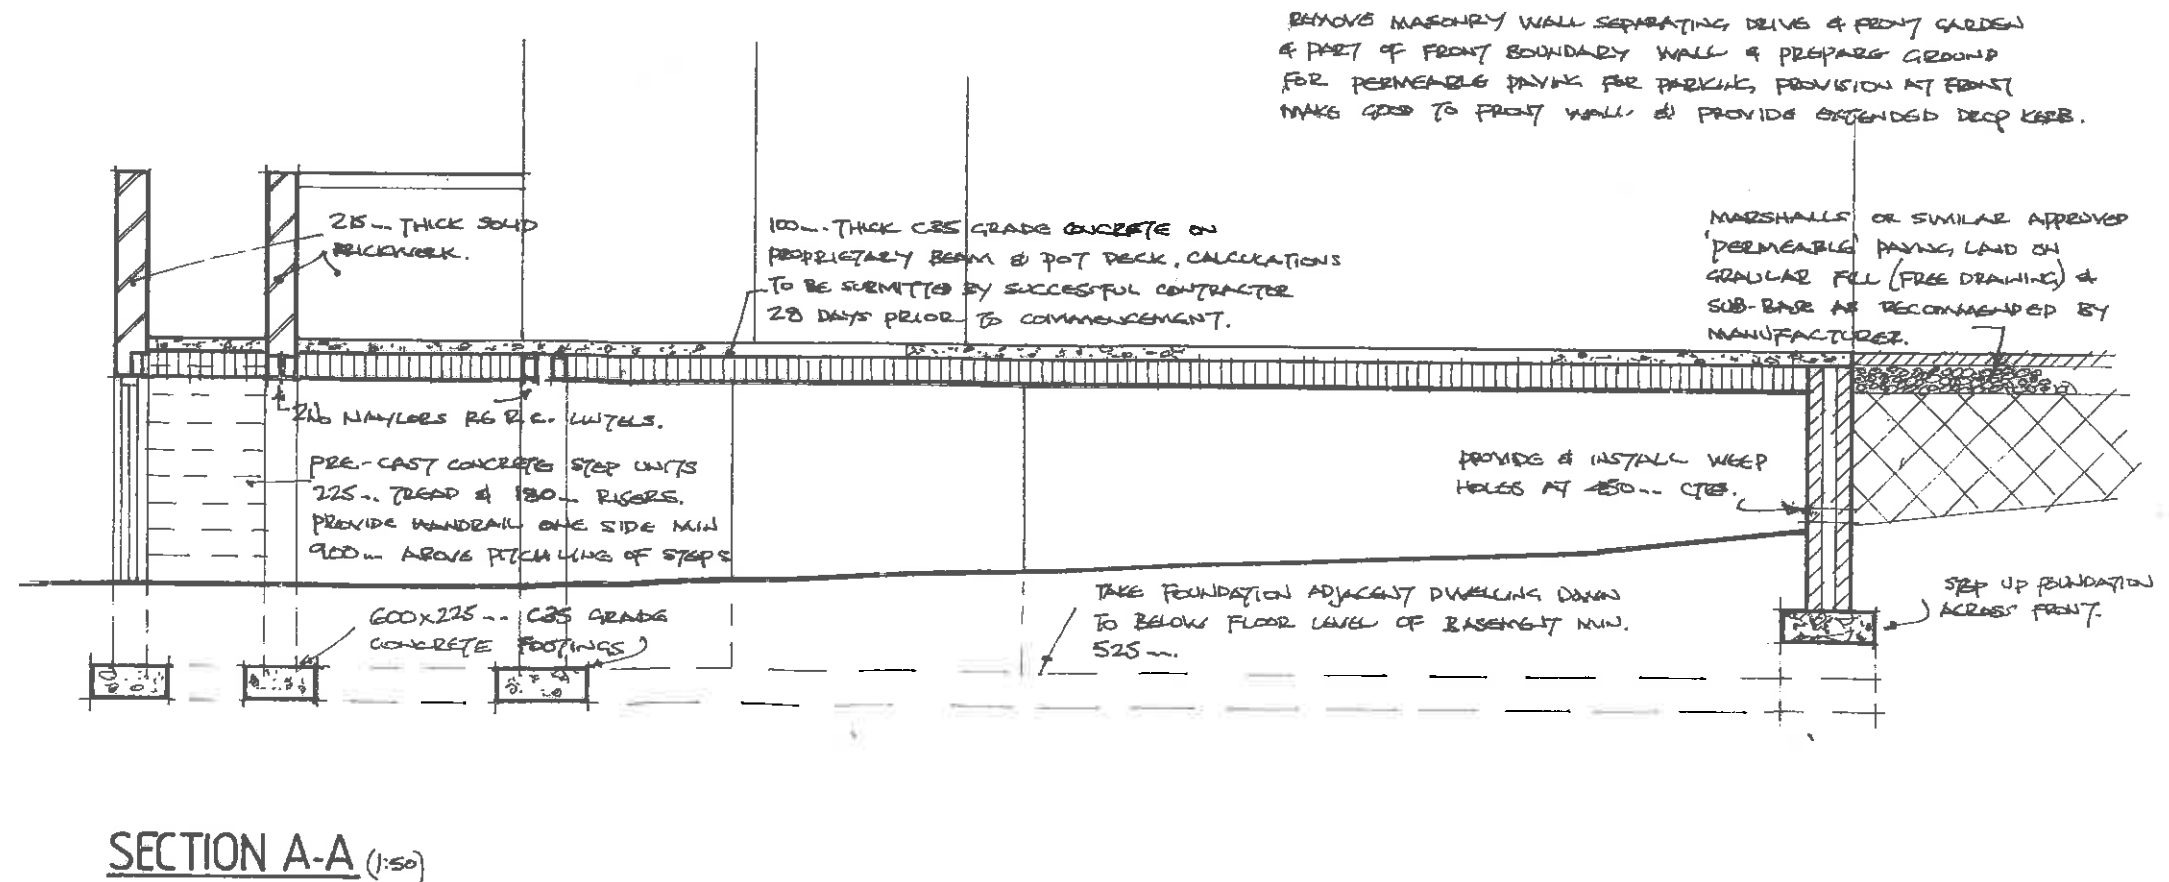 REMOVE MASONRY WALL SEPARATING DRIVE & FRONT GARDEN
& PART OF FRONT BOUNDARY WALL & PREPARE GROUND
FOR PERMEABLE PAVING FOR PARKING PROVISION AT FRONT
MAKE GOOD TO FRONT WALL & PROVIDE EXTENDED DROP KERB.
215mm THICK SOLID
BRICKWORK.
100mm THICK C35 GRADE CONCRETE ON
PROPRIETARY BEAM & POT DECK. CALCULATIONS
TO BE SUBMITTED BY SUCCESSFUL CONTRACTER
28 DAYS PRIOR TO COMMENCEMENT.
MARSHALLS OR SIMILAR APPROVED
'PERMEABLE' PAVING LAND ON
GRANULAR FILL (FREE DRAINING) &
SUB-BASE AS RECOMMENDED BY
MANUFACTURER.
2No NAYLORS R6 R.C. LINTELS.
PRE-CAST CONCRETE STEP UNITS
225mm TREAD & 180mm RISERS.
PROVIDE HANDRAIL ONE SIDE MIN
900mm ABOVE PITCH LINE OF STEPS
PROVIDE & INSTALL WEEP
HOLES AT 450mm CTRS.
600x225mm C35 GRADE
CONCRETE FOOTINGS
TAKE FOUNDATION ADJACENT DWELLING DOWN
TO BELOW FLOOR LEVEL OF BASEMENT MIN.
525mm.
STEP UP FOUNDATION
ACROSS FRONT.
SECTION A-A (1:50)